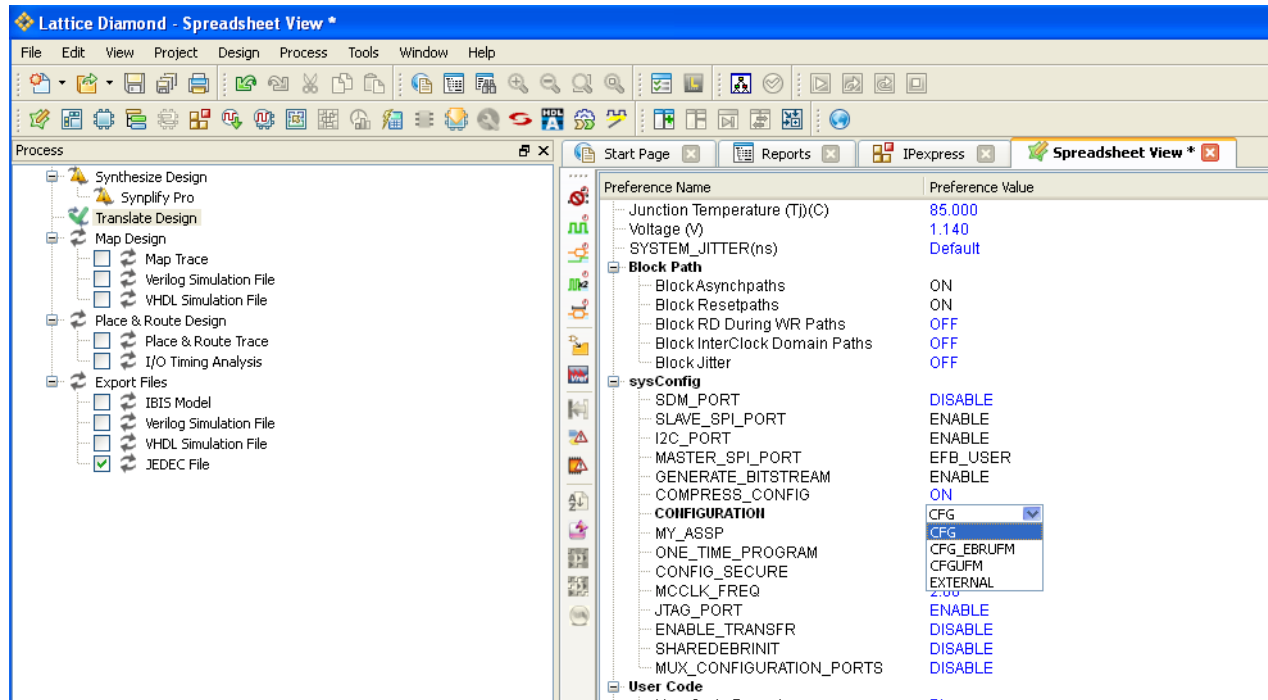 Lattice Diamond - Spreadsheet View *
File Edit View Project Design Process Tools Window Help
Process
Start Page
Reports
IPexpress
Spreadsheet View *
Synthesize Design
Synplify Pro
Translate Design
Map Design
Map Trace
Verilog Simulation File
VHDL Simulation File
Place & Route Design
Place & Route Trace
I/O Timing Analysis
Export Files
IBIS Model
Verilog Simulation File
VHDL Simulation File
JEDEC File
Preference Name Preference Value
Junction Temperature (Tj)(C) 85.000
Voltage (V) 1.140
SYSTEM_JITTER(ns) Default
Block Path
Block Asynchpaths ON
Block Resetpaths ON
Block RD During WR Paths OFF
Block InterClock Domain Paths OFF
Block Jitter OFF
sysConfig
SDM_PORT DISABLE
SLAVE_SPI_PORT ENABLE
I2C_PORT ENABLE
MASTER_SPI_PORT EFB_USER
GENERATE_BITSTREAM ENABLE
COMPRESS_CONFIG ON
CONFIGURATION CFG
MY_ASSP CFG
ONE_TIME_PROGRAM CFG_EBRUFM
CONFIG_SECURE CFGUFM
EXTERNAL
MCCLK_FREQ 2.08
JTAG_PORT ENABLE
ENABLE_TRANSFR DISABLE
SHAREDEBRINIT DISABLE
MUX_CONFIGURATION_PORTS DISABLE
User Code